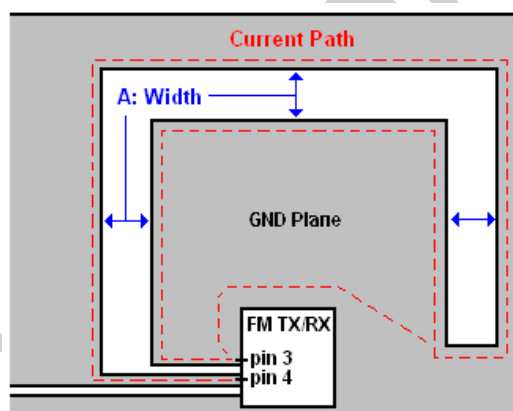 Current Path
A: Width
GND Plane
FM TX/RX
pin 3
pin 4